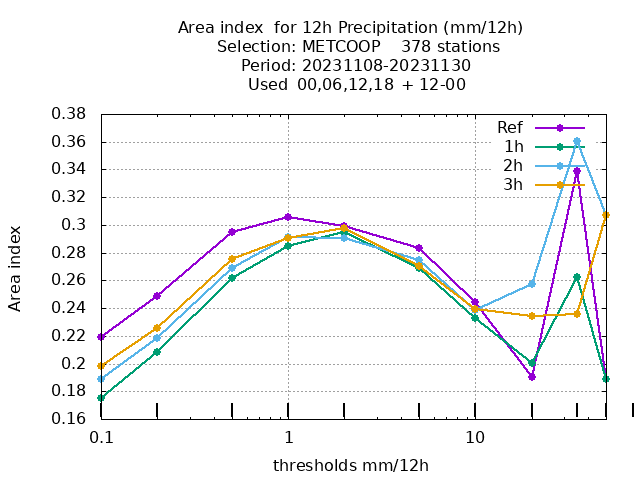 Area index  for 12h Precipitation (mm/12h)
Selection: METCOOP    378 stations
Period: 20231108-20231130
Used  00,06,12,18 + 12-00
0.38
0.36
0.34
0.32
0.3
0.28
0.26
0.24
0.22
0.2
0.18
0.16
Area index
Ref
1h
2h
3h
0.1
1
10
thresholds mm/12h